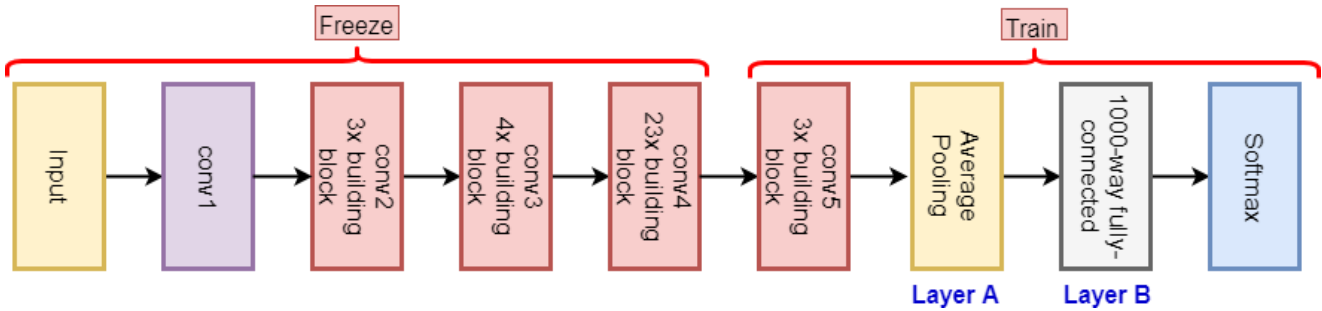 Freeze
Train
Input
conv1
conv2
3x building
block
conv3
4x building
block
conv4
23x building
block
conv5
3x building
block
Average
Pooling
1000-way fully-
connected
Softmax
Layer A
Layer B